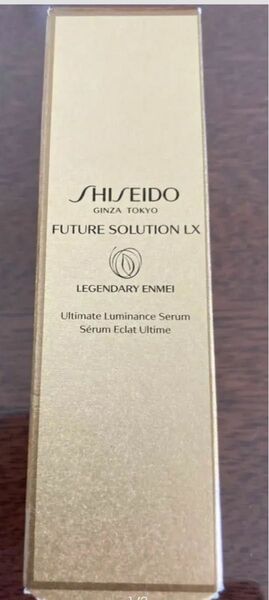 SHISEIDO
GINZA TOKYO
FUTURE SOLUTION LX
LEGENDARY ENMEI
Ultimate Luminance Serum
Sérum Eclat Ultime